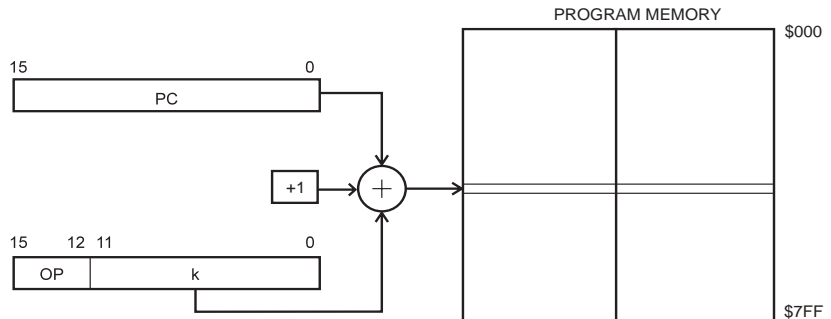 PROGRAM MEMORY
$000
15 0
PC
+1
+
15 12 11 0
OP k
$7FF